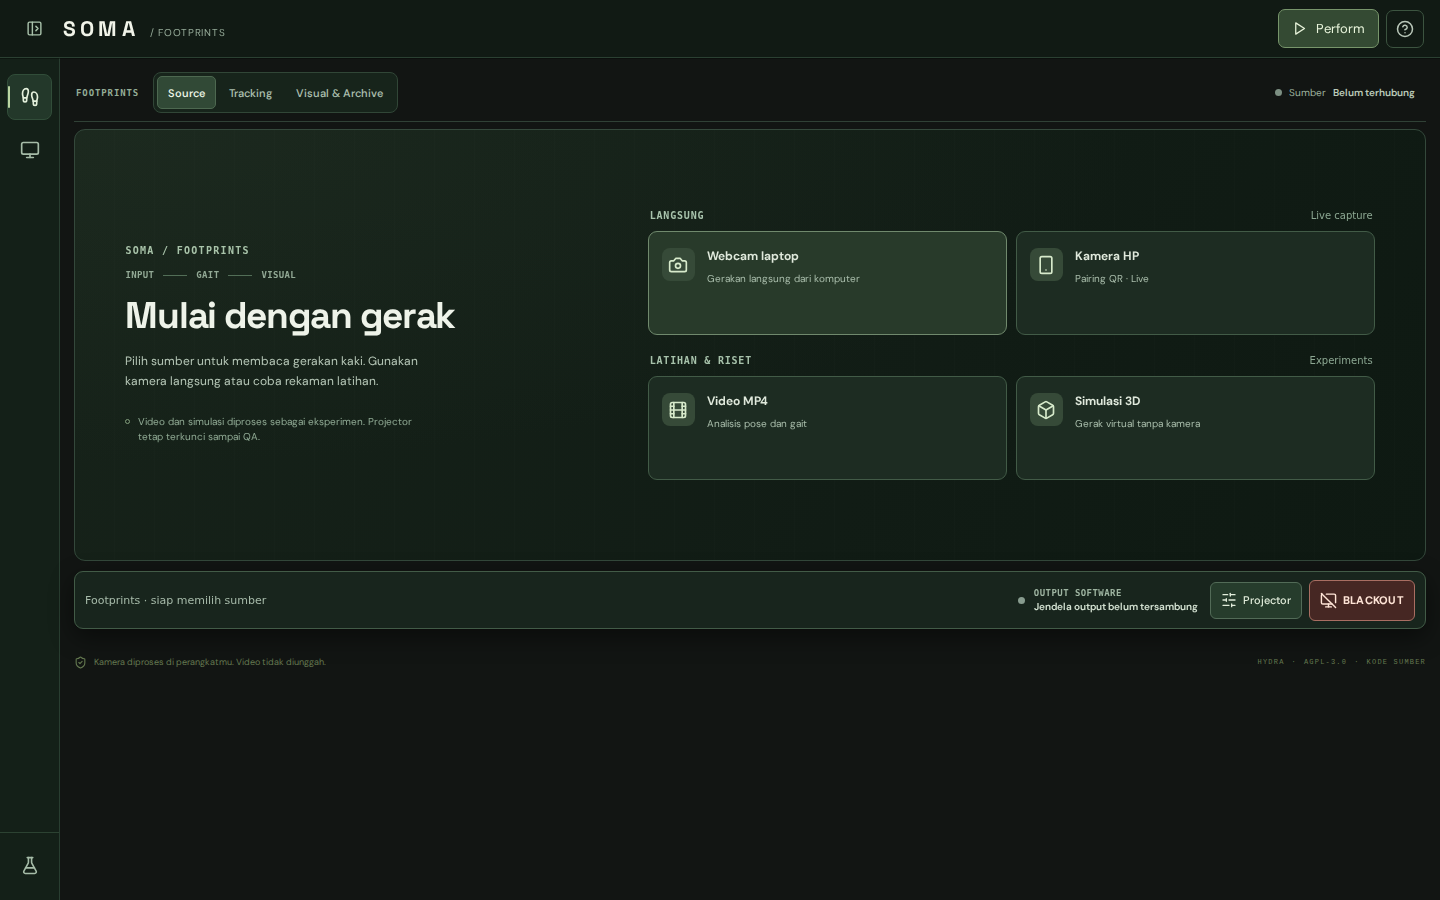 SOMA / FOOTPRINTS
Perform
FOOTPRINTS
Source
Tracking
Visual & Archive
Sumber Belum terhubung
SOMA / FOOTPRINTS
INPUT — GAIT — VISUAL
Mulai dengan gerak
Pilih sumber untuk membaca gerakan kaki. Gunakan
kamera langsung atau coba rekaman latihan.
Video dan simulasi diproses sebagai eksperimen. Projector
tetap terkunci sampai QA.
LANGSUNG
Live capture
Webcam laptop
Gerakan langsung dari komputer
Kamera HP
Pairing QR · Live
LATIHAN & RISET
Experiments
Video MP4
Analisis pose dan gait
Simulasi 3D
Gerak virtual tanpa kamera
Footprints · siap memilih sumber
OUTPUT SOFTWARE
Jendela output belum tersambung
Projector
BLACKOUT
Kamera diproses di perangkatmu. Video tidak diunggah.
HYDRA · AGPL-3.0 · KODE SUMBER